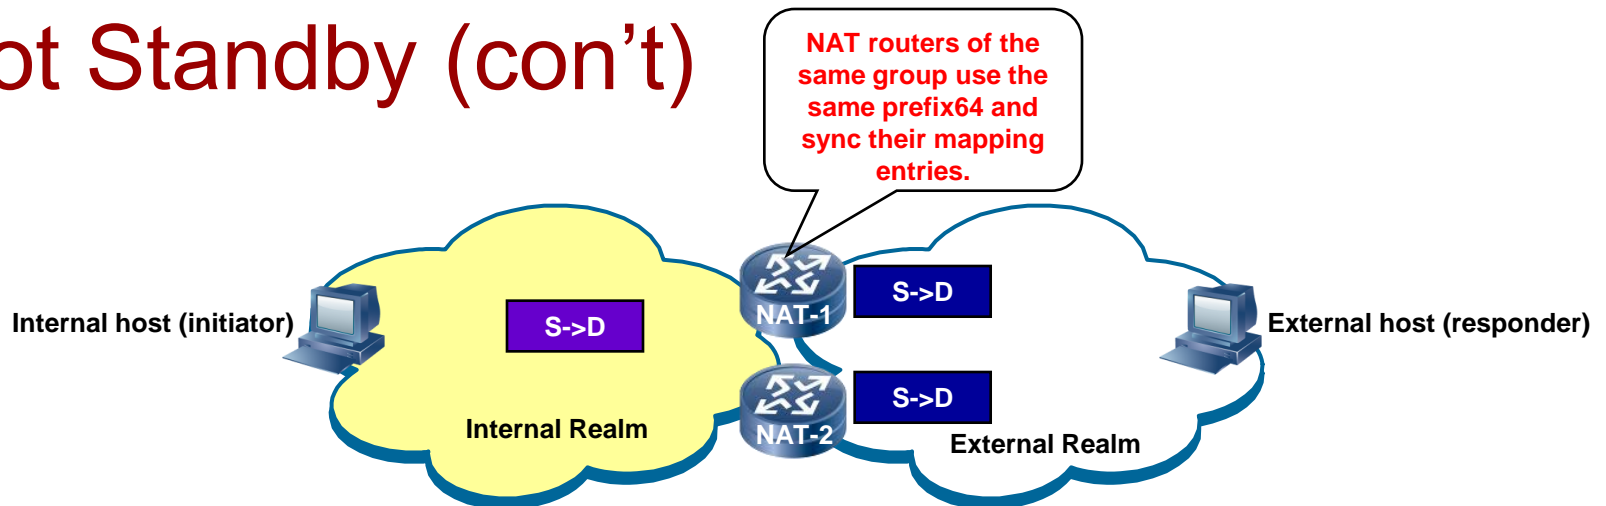 ot Standby (con’t)
NAT routers of the
same group use the
same prefix64 and
sync their mapping
entries.
S->D
NAT-1
Internal host (initiator)
S->D
External host (responder)
S->D
NAT-2
Internal Realm
External Realm